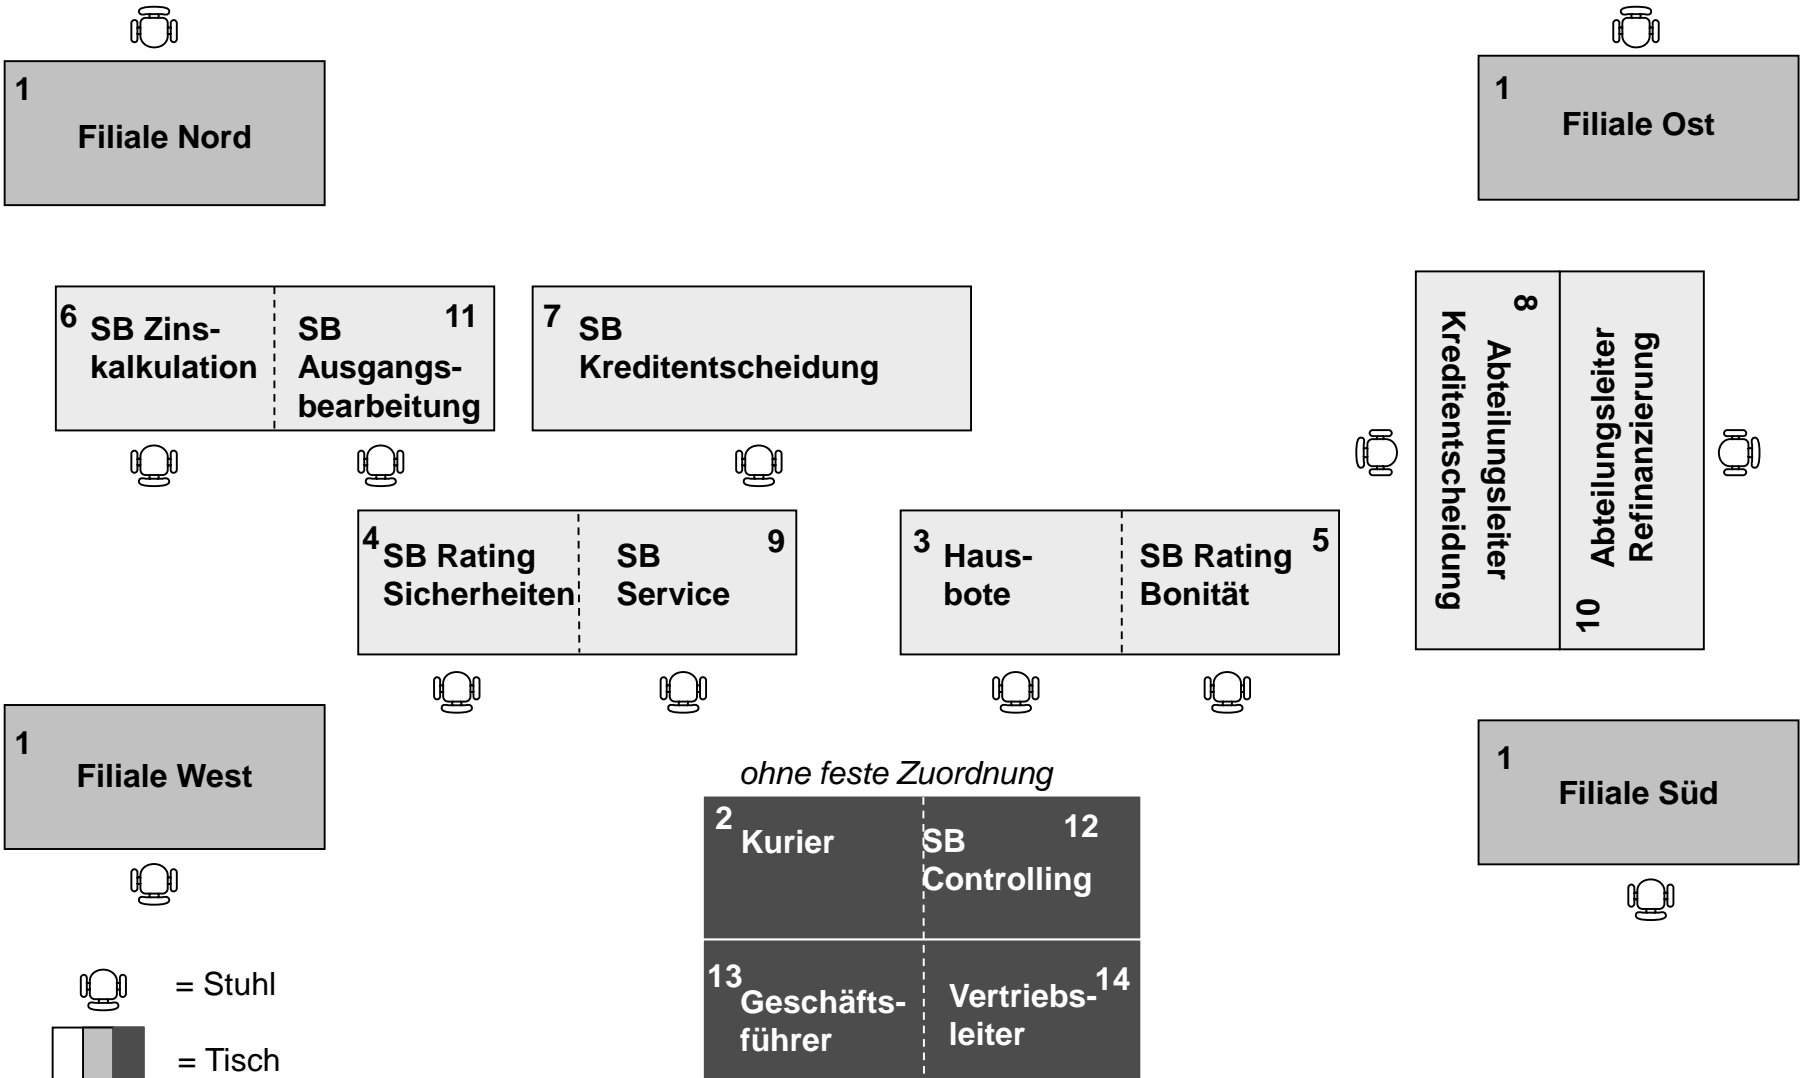 1
Filiale Nord
1
Filiale Ost
6
SB Zins-
kalkulation
SB
Ausgangs-
bearbeitung
11
7
SB
Kreditentscheidung
8
Abteilungsleiter
Kreditentscheidung
10
Abteilungsleiter
Refinanzierung
4
SB Rating
Sicherheiten
SB
Service
9
3
Haus-
bote
SB Rating
Bonität
5
1
Filiale West
1
Filiale Süd
ohne feste Zuordnung
2
Kurier
SB
Controlling
12
13
Geschäfts-
führer
Vertriebs-
leiter
14
= Stuhl
= Tisch